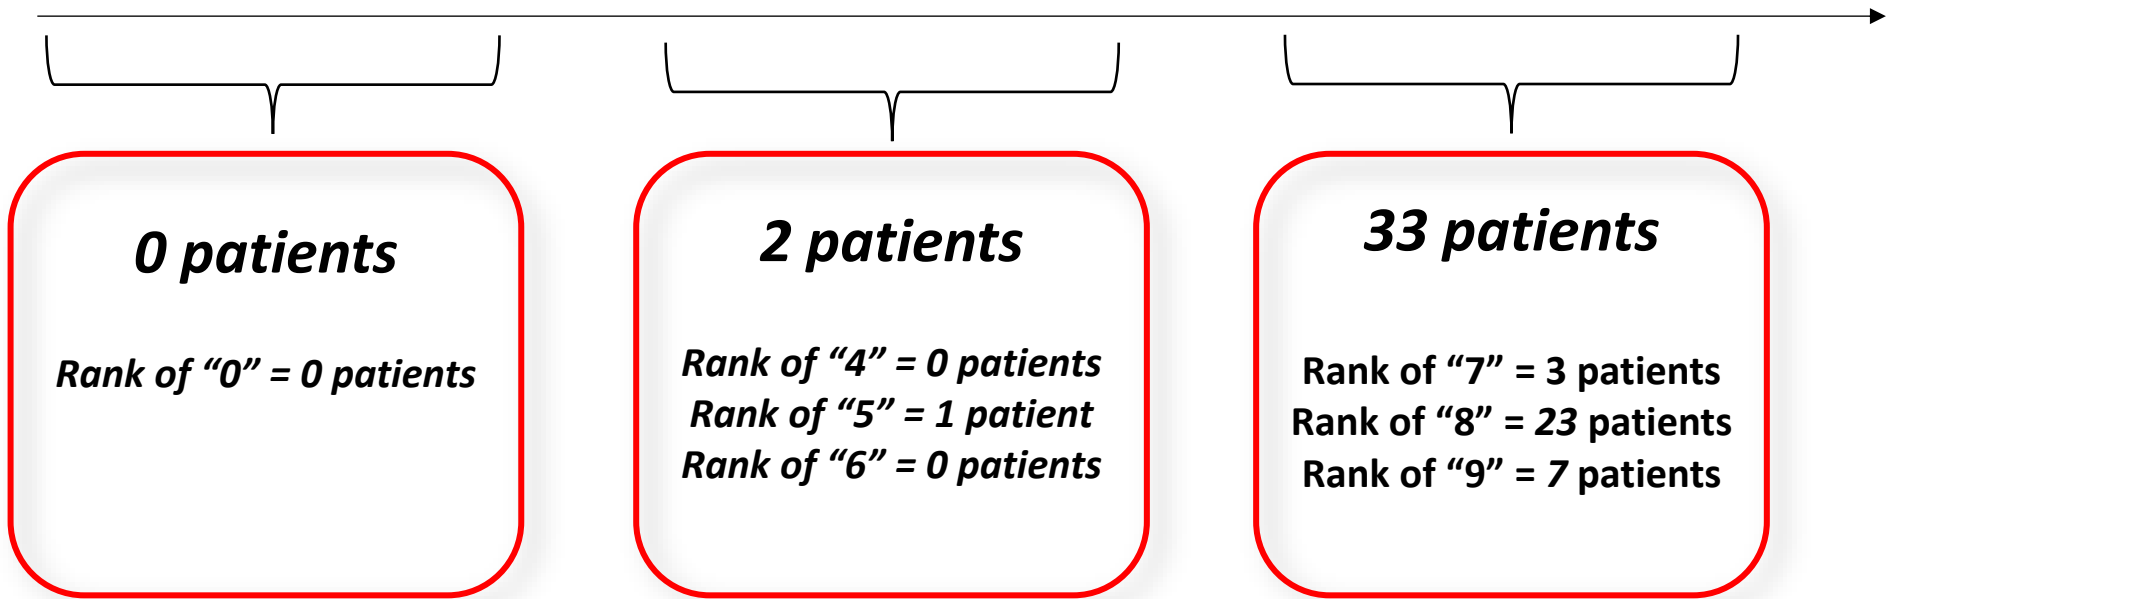 0 patients
Rank of “0” = 0 patients
2 patients
Rank of “4” = 0 patients
Rank of “5” = 1 patient
Rank of “6” = 0 patients
33 patients
Rank of “7” = 3 patients
Rank of “8” = 23 patients
Rank of “9” = 7 patients